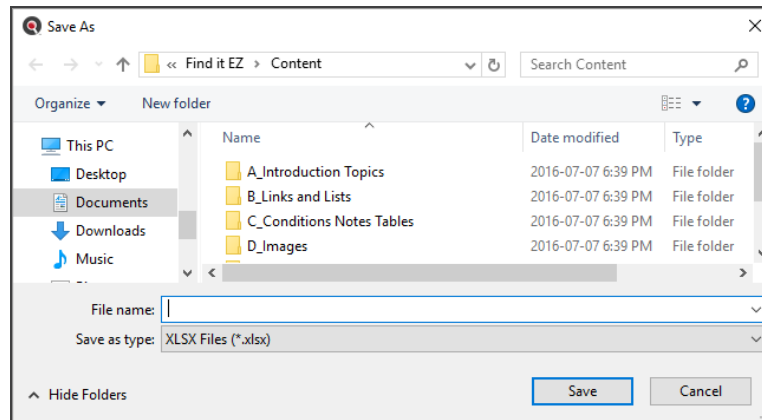 Save As
« Find it EZ > Content
Search Content
Organize
New folder
?
This PC
Desktop
Documents
Downloads
Music
Name
Date modified
Type
A_Introduction Topics 2016-07-07 6:39 PM File folder
B_Links and Lists 2016-07-07 6:39 PM File folder
C_Conditions Notes Tables 2016-07-07 6:39 PM File folder
D_Images 2016-07-07 6:39 PM File folder
File name:
Save as type: XLSX Files (*.xlsx)
Hide Folders
Save
Cancel